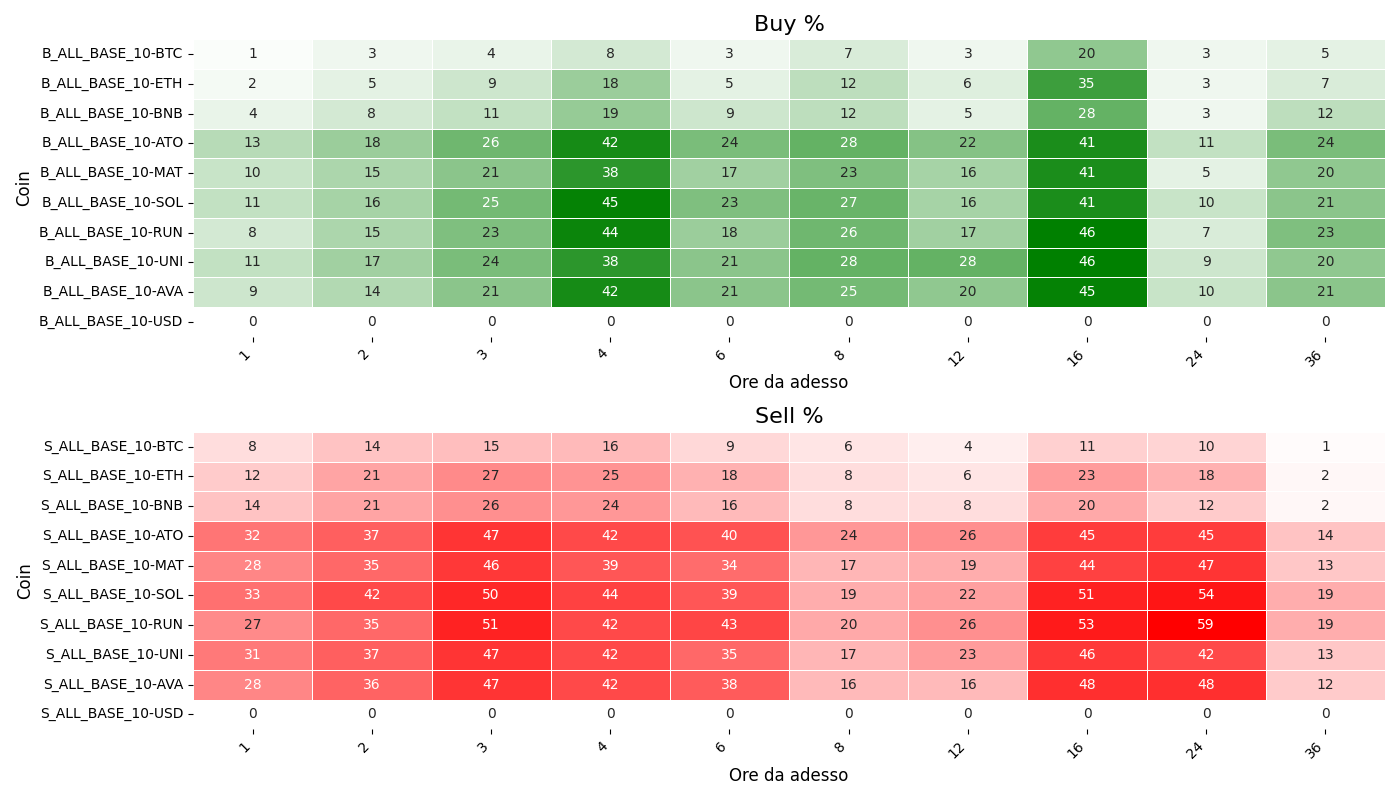 Buy %
Coin
B_ALL_BASE_10-BTC 1 3 4 8 3 7 3 20 3 5
B_ALL_BASE_10-ETH 2 5 9 18 5 12 6 35 3 7
B_ALL_BASE_10-BNB 4 8 11 19 9 12 5 28 3 12
B_ALL_BASE_10-ATO 13 18 26 42 24 28 22 41 11 24
B_ALL_BASE_10-MAT 10 15 21 38 17 23 16 41 5 20
B_ALL_BASE_10-SOL 11 16 25 45 23 27 16 41 10 21
B_ALL_BASE_10-RUN 8 15 23 44 18 26 17 46 7 23
B_ALL_BASE_10-UNI 11 17 24 38 21 28 28 46 9 20
B_ALL_BASE_10-AVA 9 14 21 42 21 25 20 45 10 21
B_ALL_BASE_10-USD 0 0 0 0 0 0 0 0 0 0
1 2 3 4 6 8 12 16 24 36
Ore da adesso
Sell %
Coin
S_ALL_BASE_10-BTC 8 14 15 16 9 6 4 11 10 1
S_ALL_BASE_10-ETH 12 21 27 25 18 8 6 23 18 2
S_ALL_BASE_10-BNB 14 21 26 24 16 8 8 20 12 2
S_ALL_BASE_10-ATO 32 37 47 42 40 24 26 45 45 14
S_ALL_BASE_10-MAT 28 35 46 39 34 17 19 44 47 13
S_ALL_BASE_10-SOL 33 42 50 44 39 19 22 51 54 19
S_ALL_BASE_10-RUN 27 35 51 42 43 20 26 53 59 19
S_ALL_BASE_10-UNI 31 37 47 42 35 17 23 46 42 13
S_ALL_BASE_10-AVA 28 36 47 42 38 16 16 48 48 12
S_ALL_BASE_10-USD 0 0 0 0 0 0 0 0 0 0
1 2 3 4 6 8 12 16 24 36
Ore da adesso